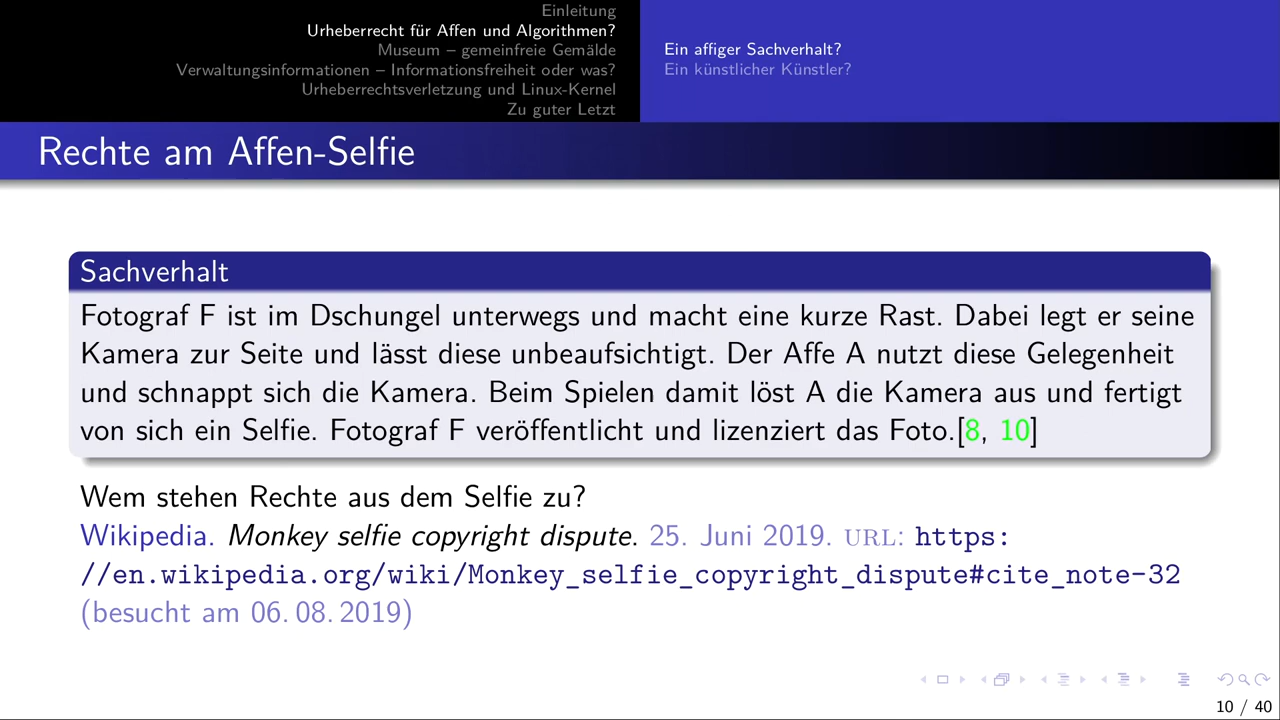 Einleitung
Urheberrecht für Affen und Algorithmen?
Museum – gemeinfreie Gemälde
Verwaltungsinformationen – Informationsfreiheit oder was?
Urheberrechtsverletzung und Linux-Kernel
Zu guter Letzt
Ein affiger Sachverhalt?
Ein künstlicher Künstler?
Rechte am Affen-Selfie
Sachverhalt
Fotograf F ist im Dschungel unterwegs und macht eine kurze Rast. Dabei legt er seine
Kamera zur Seite und lässt diese unbeaufsichtigt. Der Affe A nutzt diese Gelegenheit
und schnappt sich die Kamera. Beim Spielen damit löst A die Kamera aus und fertigt
von sich ein Selfie. Fotograf F veröffentlicht und lizenziert das Foto.[8, 10]
Wem stehen Rechte aus dem Selfie zu?
Wikipedia. Monkey selfie copyright dispute. 25. Juni 2019. URL: https:
//en.wikipedia.org/wiki/Monkey_selfie_copyright_dispute#cite_note-32
(besucht am 06. 08. 2019)
10 / 40